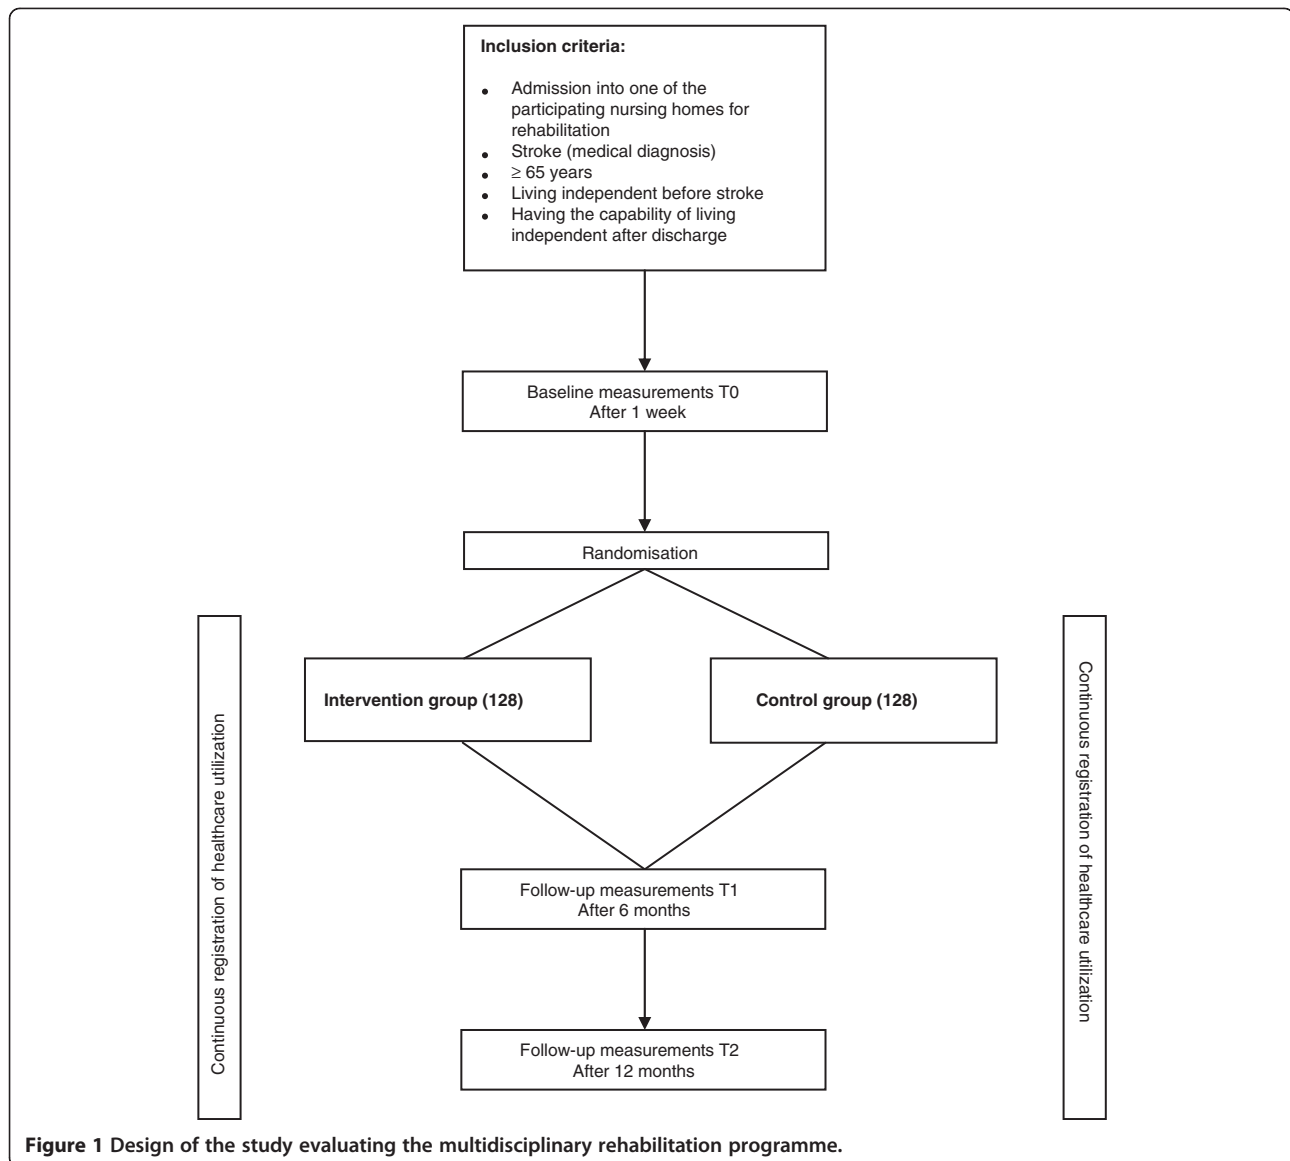 Inclusion criteria:
• Admission into one of the
participating nursing homes for
rehabilitation
• Stroke (medical diagnosis)
• ≥ 65 years
• Living independent before stroke
• Having the capability of living
independent after discharge
Baseline measurements T0
After 1 week
Randomisation
Continuous registration of healthcare utilization
Intervention group (128)
Control group (128)
Continuous registration of healthcare utilization
Follow-up measurements T1
After 6 months
Follow-up measurements T2
After 12 months
Figure 1 Design of the study evaluating the multidisciplinary rehabilitation programme.